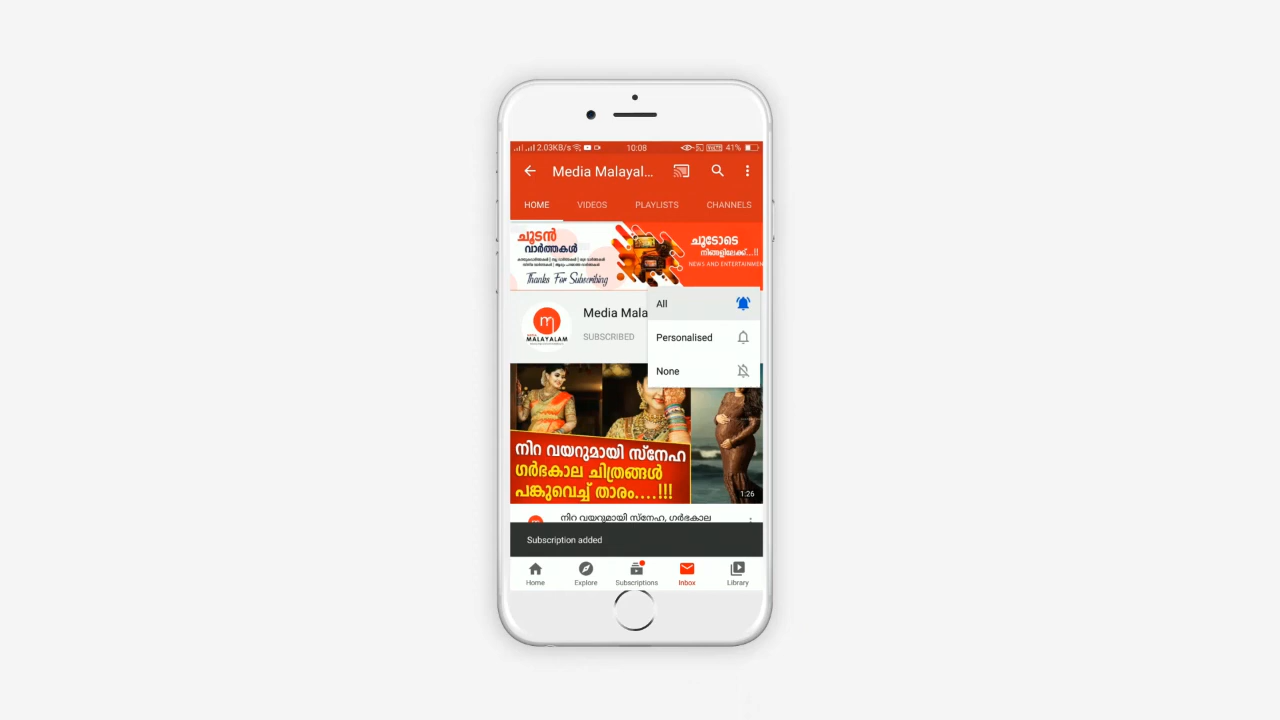 2.03KB/s
10:08
41%
Media Malayal...
HOME
VIDEOS
PLAYLISTS
CHANNELS
ചൂടൻ
വാർത്തകൾ
Thanks For Subscribing
ചൂടോടെ
നിങ്ങളിലേക്ക്...!!
NEWS AND ENTERTAINMEN
All
Personalised
None
Media Mala
SUBSCRIBED
m
MALAYALAM
നിറ വയറുമായി സ്നേഹ
ഗർഭകാല ചിത്രങ്ങൾ
പങ്കുവെച്ച് താരം....!!!
1:26
നിറ വയറുമായി സ്നേഹ, ഗർഭകാല
Subscription added
Home
Explore
Subscriptions
Inbox
Library